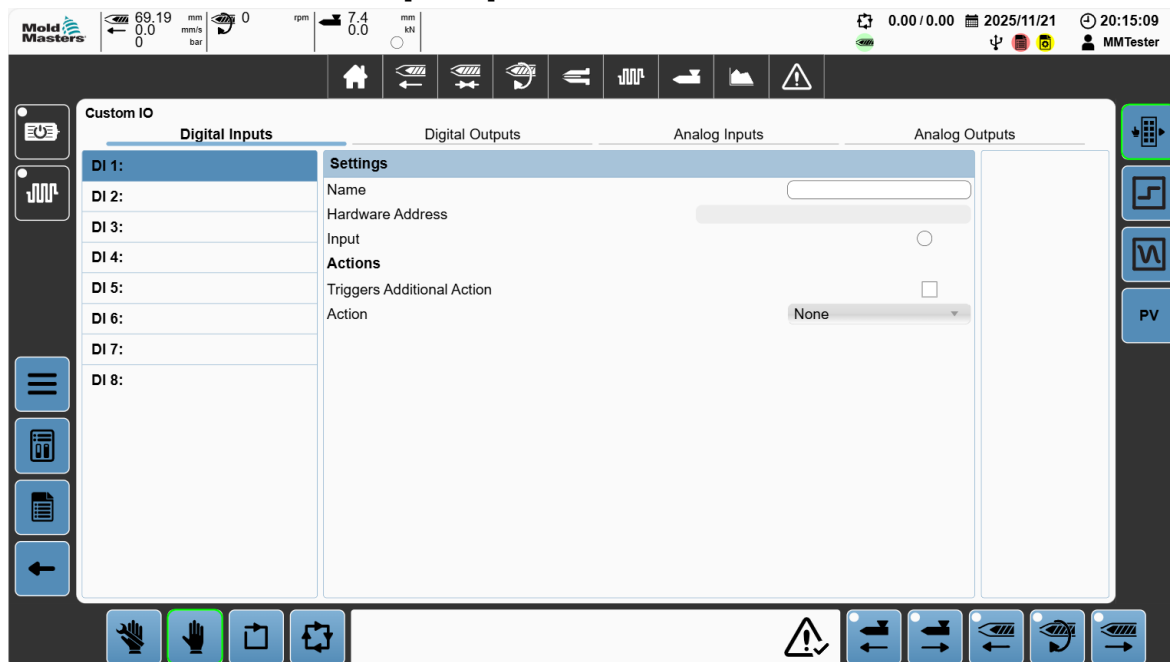 Mold
Masters
69.19 mm
0.0 mm/s
0 bar
0 rpm
7.4 mm
0.0 kN
0.00 / 0.00
2025/11/21
20:15:09
MMTester
Custom IO
Digital Inputs
Digital Outputs
Analog Inputs
Analog Outputs
DI 1:
DI 2:
DI 3:
DI 4:
DI 5:
DI 6:
DI 7:
DI 8:
Settings
Name
Hardware Address
Input
Actions
Triggers Additional Action
Action
None
PV